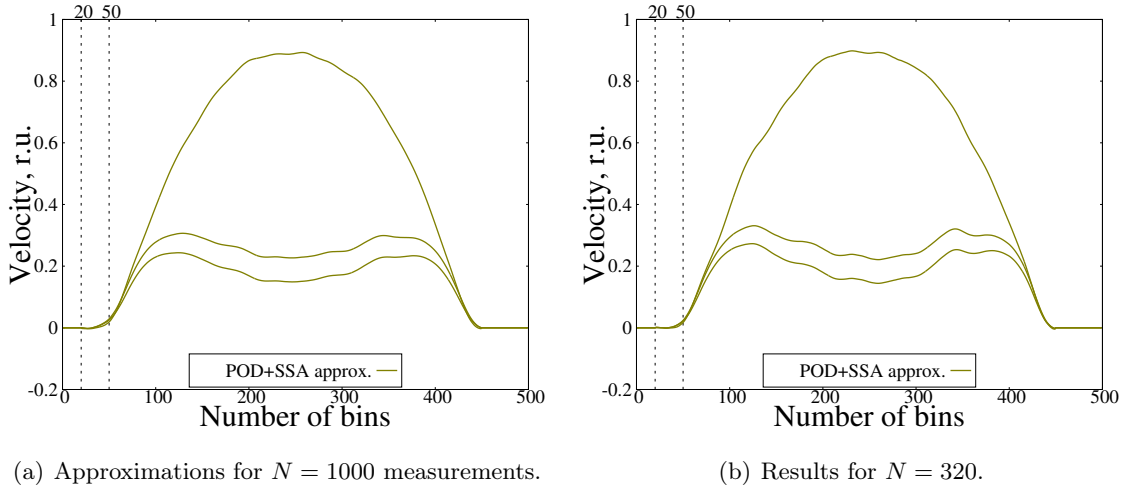 20 50
1
0.8
0.6
0.4
0.2
0
-0.2
Velocity, r.u.
POD+SSA approx.
0 100 200 300 400 500
Number of bins
(a) Approximations for N = 1000 measurements.
20 50
1
0.8
0.6
0.4
0.2
0
-0.2
Velocity, r.u.
POD+SSA approx.
0 100 200 300 400 500
Number of bins
(b) Results for N = 320.